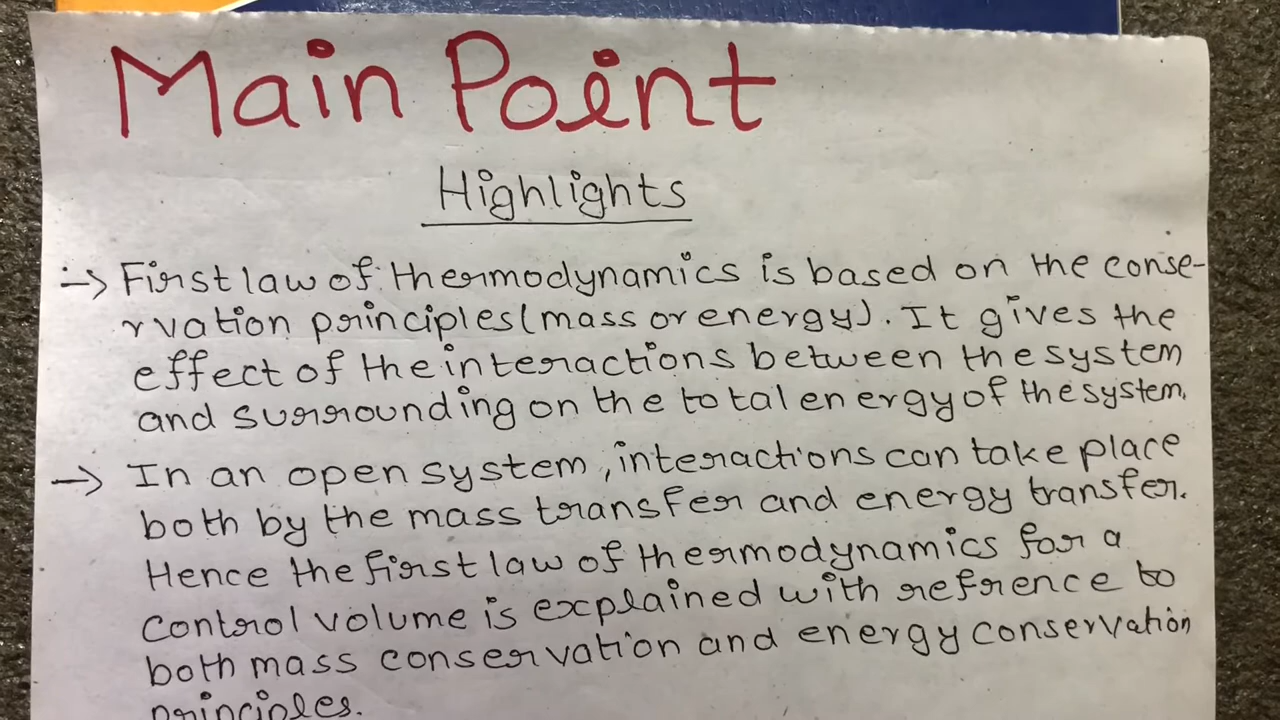 Main Point
Highlights
→ First law of thermodynamics is based on the conse-
rvation principles (mass or energy). It gives the
effect of the interactions between the system
and surrounding on the total energy of the system.
→ In an open system, interactions can take place
both by the mass transfer and energy transfer.
Hence the first law of thermodynamics for a
control volume is explained with refrence to
both mass conservation and energy conservation
principles.